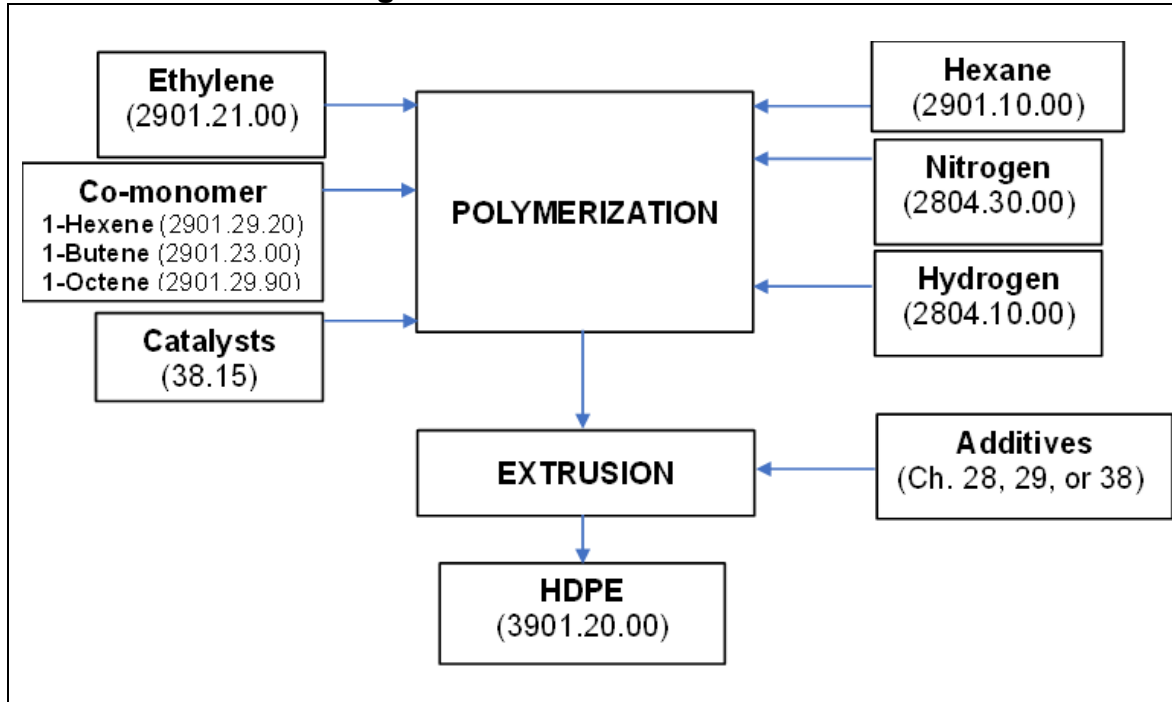 Ethylene
(2901.21.00)
Co-monomer
1-Hexene (2901.29.20)
1-Butene (2901.23.00)
1-Octene (2901.29.90)
Catalysts
(38.15)
POLYMERIZATION
Hexane
(2901.10.00)
Nitrogen
(2804.30.00)
Hydrogen
(2804.10.00)
EXTRUSION
Additives
(Ch. 28, 29, or 38)
HDPE
(3901.20.00)